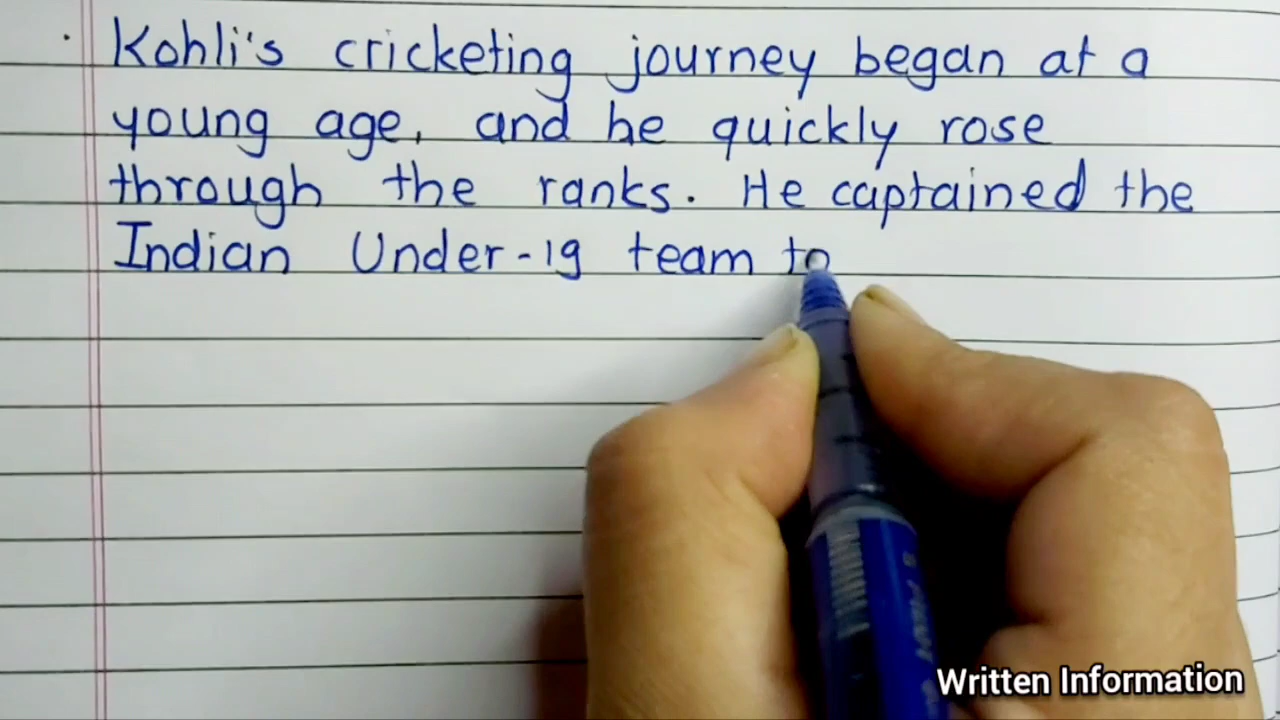 Kohli's cricketing journey began at a
young age, and he quickly rose
through the ranks. He captained the
Indian Under-19 team to
Written Information